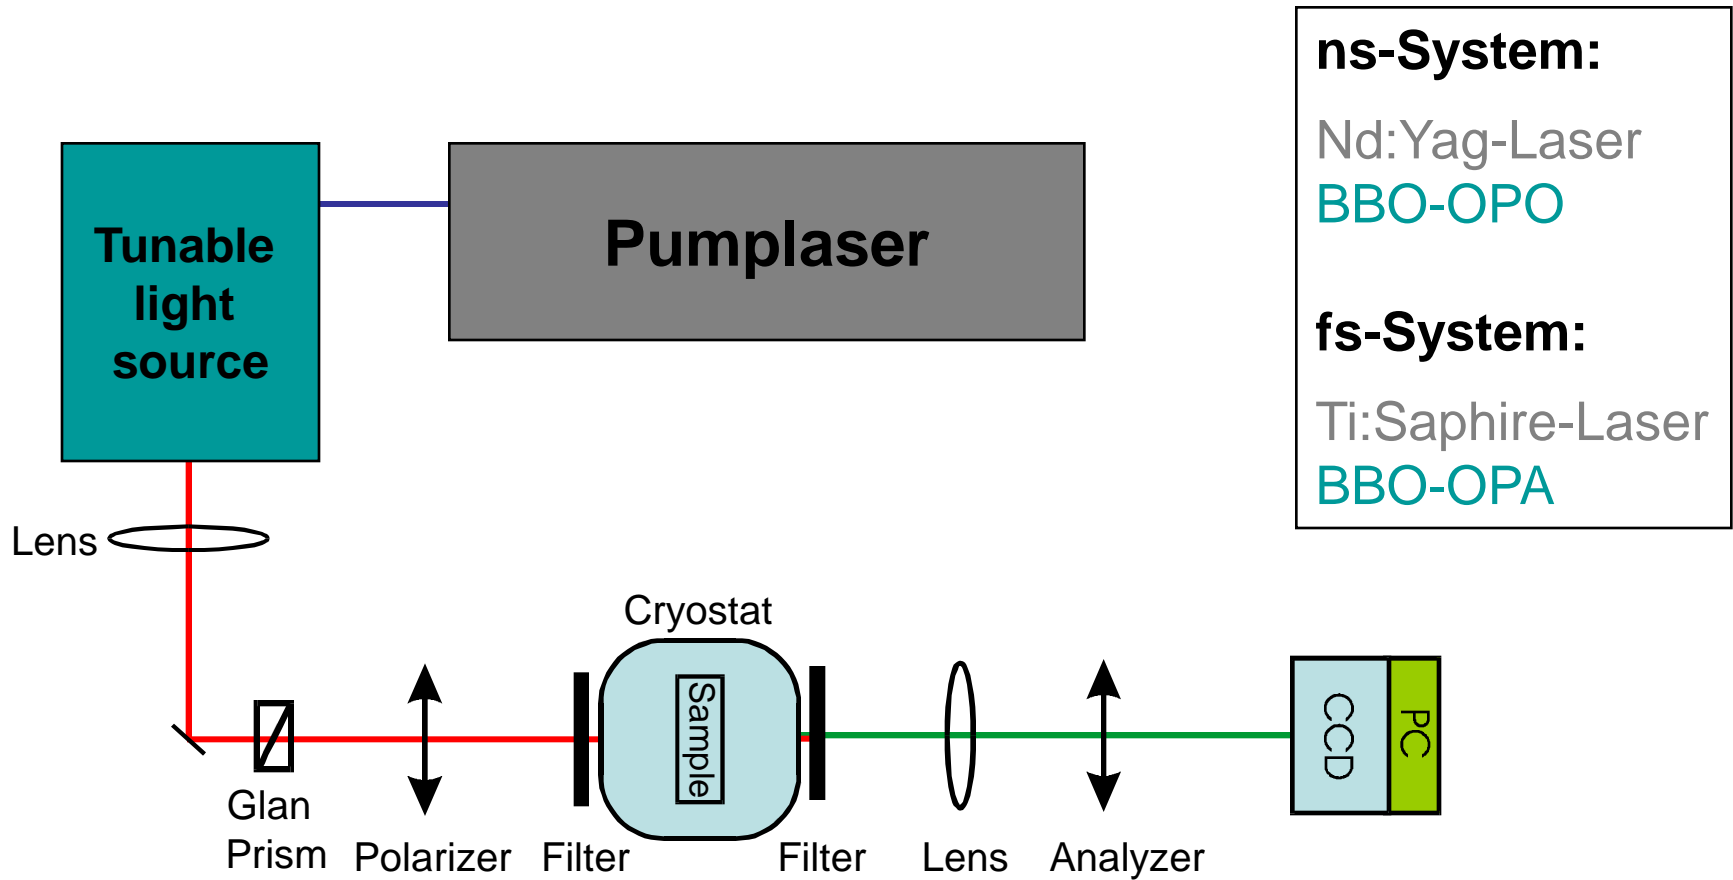 ns-System:
Nd:Yag-Laser
BBO-OPO
fs-System:
Ti:Saphire-Laser
BBO-OPA
Tunable
light
source
Pumplaser
Lens
Cryostat
Sample
CCD
PC
Glan
Prism
Polarizer
Filter
Filter
Lens
Analyzer